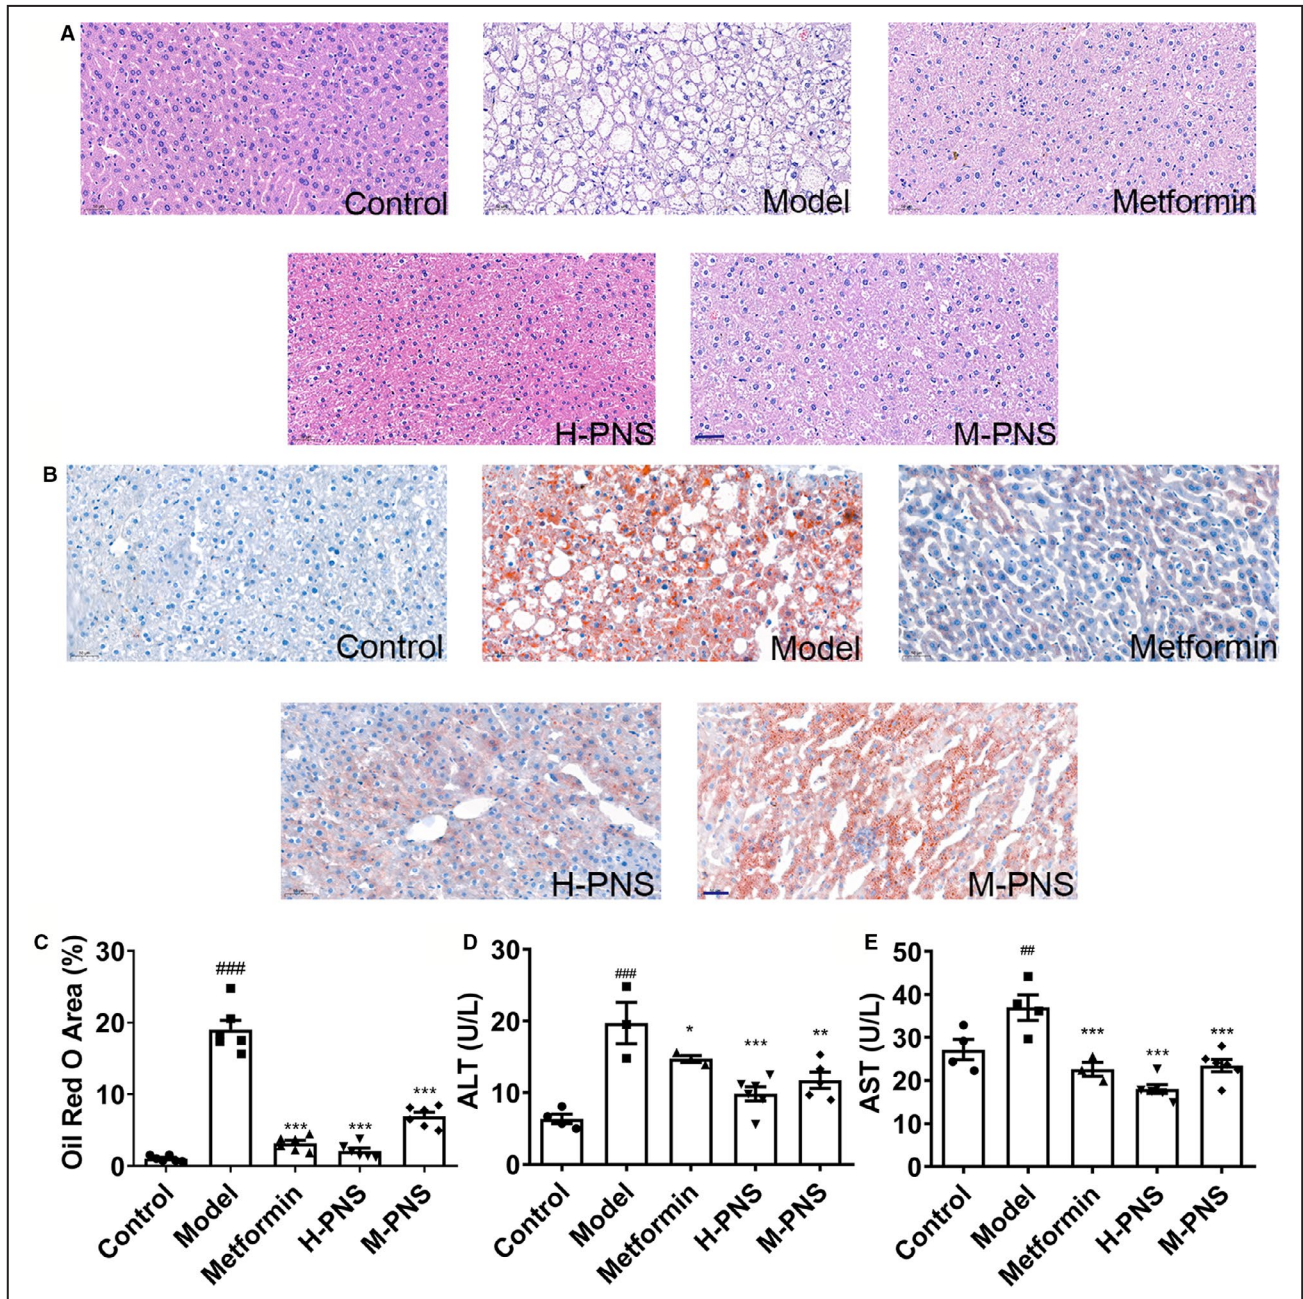 A
Control
Model
Metformin
H-PNS
M-PNS
B
Control
Model
Metformin
H-PNS
M-PNS
C
Oil Red O Area (%)
30
20
10
0
###
***
***
***
Control
Model
Metformin
H-PNS
M-PNS
D
ALT (U/L)
30
20
10
0
###
*
***
**
Control
Model
Metformin
H-PNS
M-PNS
E
AST (U/L)
50
40
30
20
10
0
##
***
***
***
Control
Model
Metformin
H-PNS
M-PNS